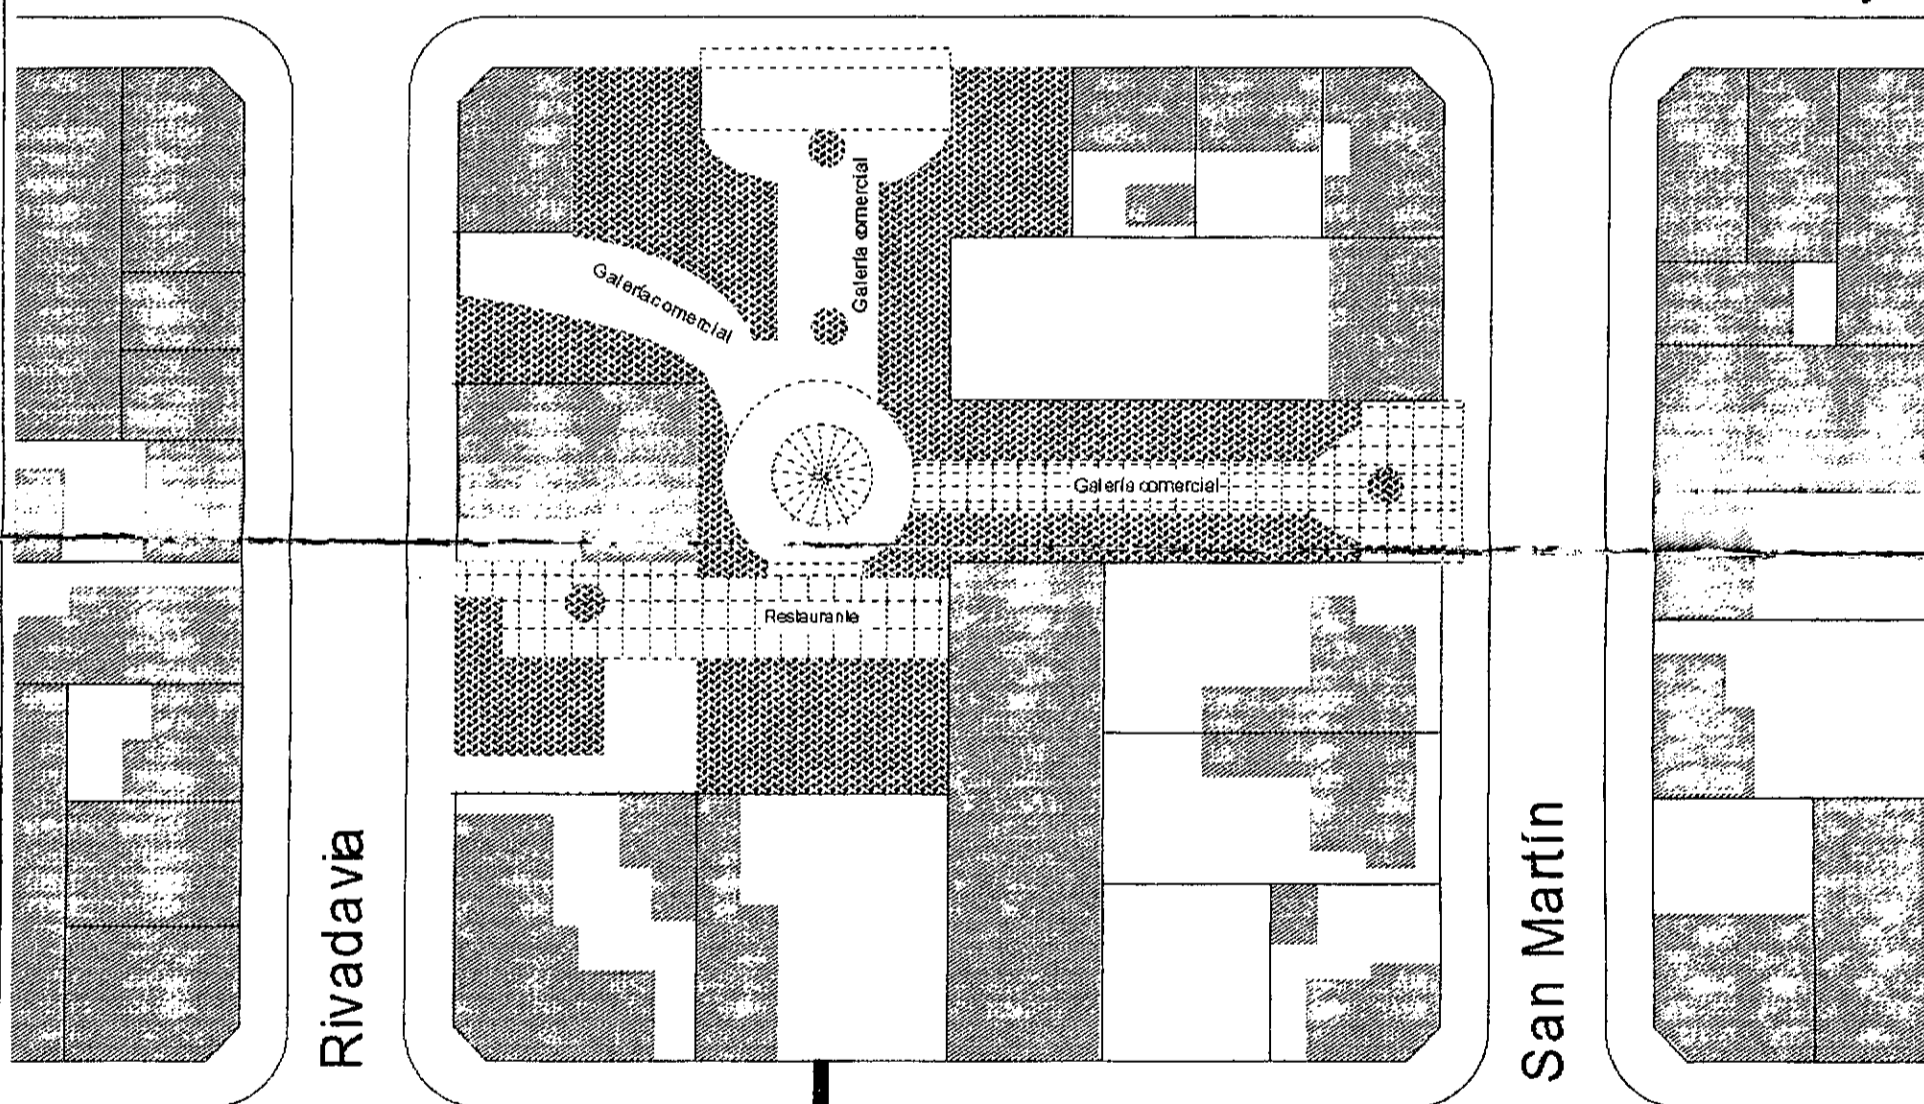 Galería comercial
Galería comercial
Galería comercial
Restaurante
Rivadavia
San Martín